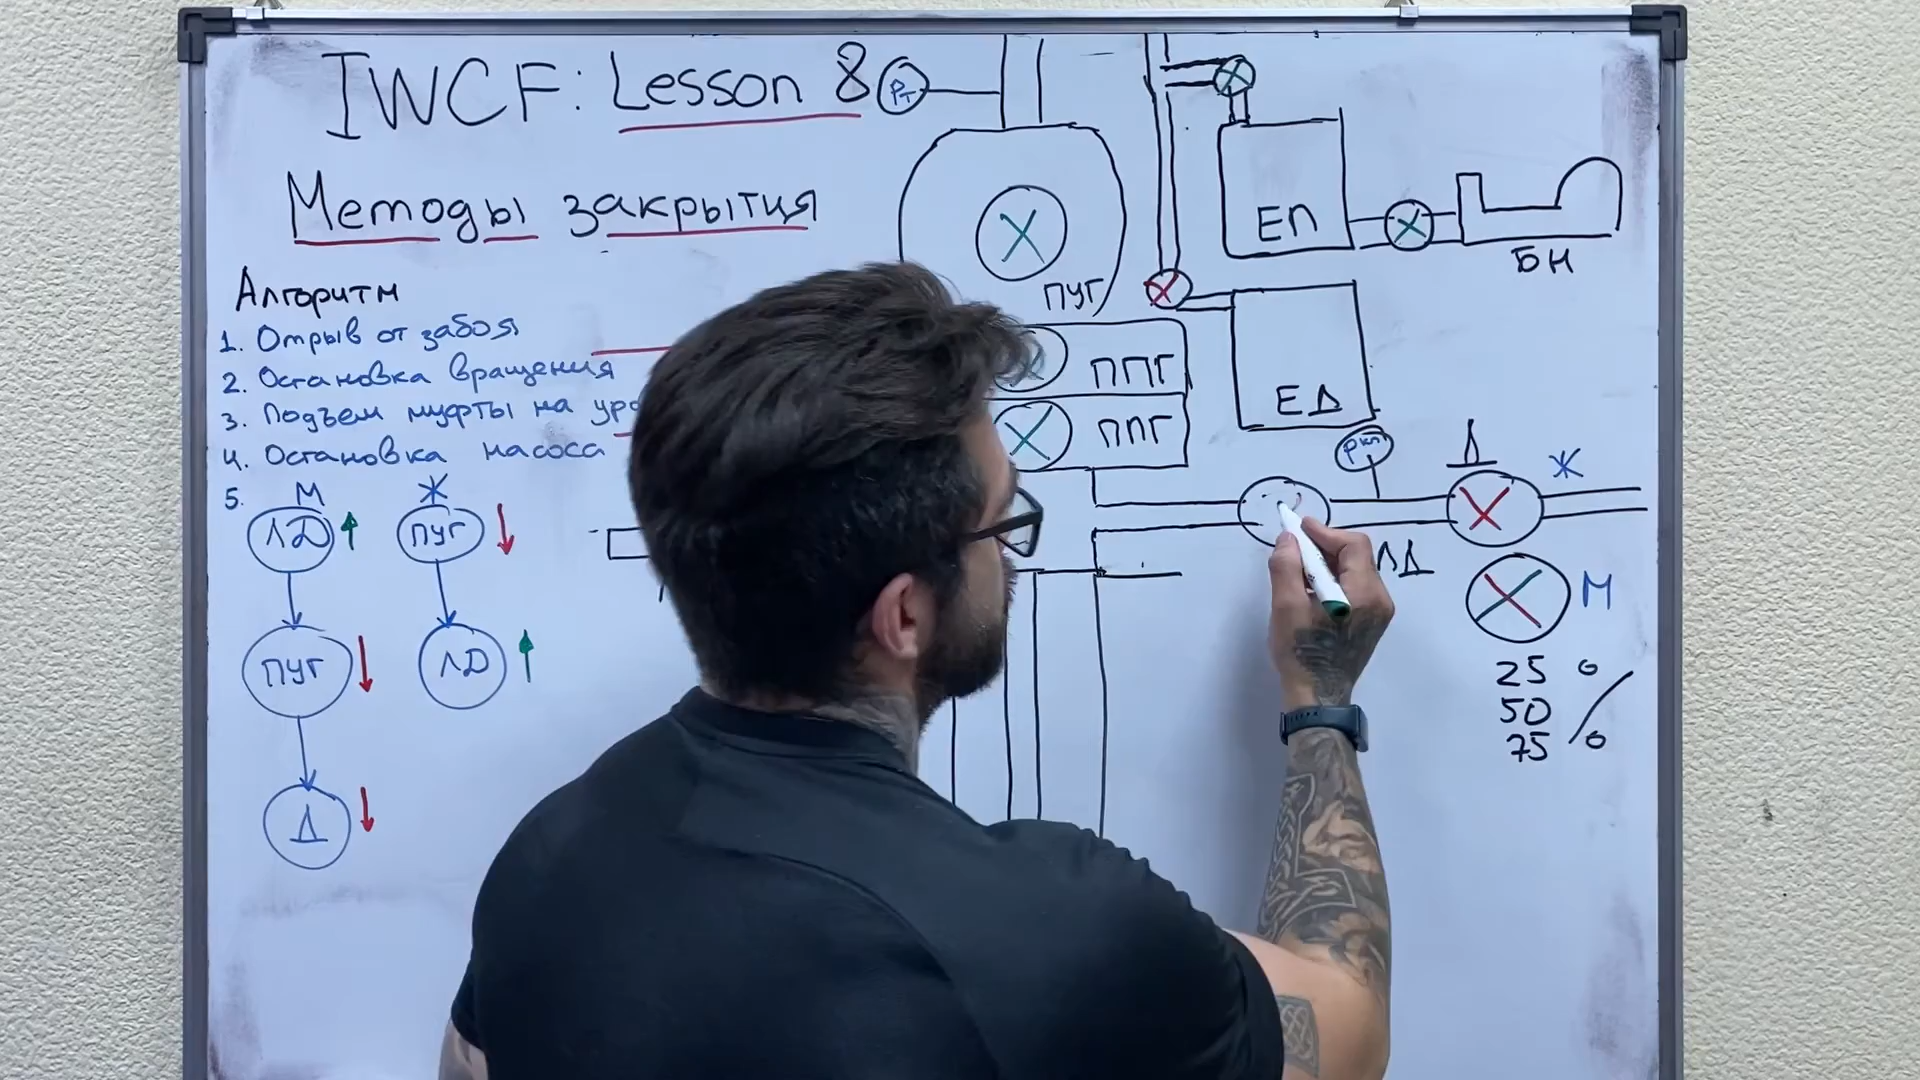 IWCF: Lesson 8
Методы закрытия
Алгоритм
1. Отрыв от забоя
2. Остановка вращения
3. Подъем муфты на уро
4. Остановка насоса
5.
М
Ж
ЛД
ПУГ
ПУГ
ЛД
Д
РТ
ПУГ
ППГ
ППГ
ЕП
БН
ЕД
Ркп
Д
Ж
ЛД
М
25
50
75
%